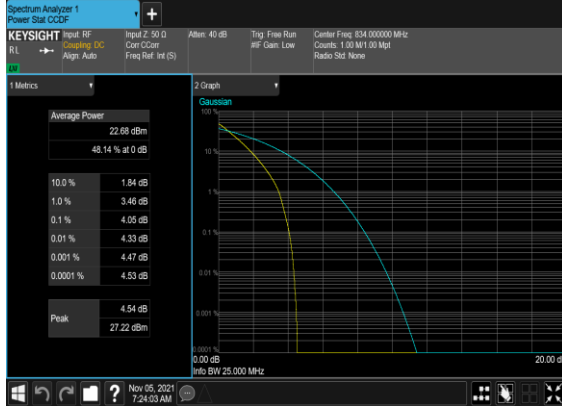 Spectrum Analyzer 1
Power Stat CCDF
+
KEYSIGHT
R L
Input: RF
Coupling: DC
Align: Auto
Input Z: 50 Ω
Corr CCorr
Freq Ref: Int (S)
Atten: 40 dB
Trig: Free Run
#IF Gain: Low
Center Freq: 834.000000 MHz
Counts: 1.00 M/1.00 Mpt
Radio Std: None
1 Metrics
Average Power
22.68 dBm
48.14 % at 0 dB
10.0 % 1.84 dB
1.0 % 3.46 dB
0.1 % 4.05 dB
0.01 % 4.33 dB
0.001 % 4.47 dB
0.0001 % 4.53 dB
Peak
4.54 dB
27.22 dBm
2 Graph
Gaussian
100 %
10 %
1 %
0.1 %
0.01 %
0.001 %
0.0001 %
0.00 dB
20.00 d
Info BW 25.000 MHz
?
Nov 05, 2021
7:24:03 AM